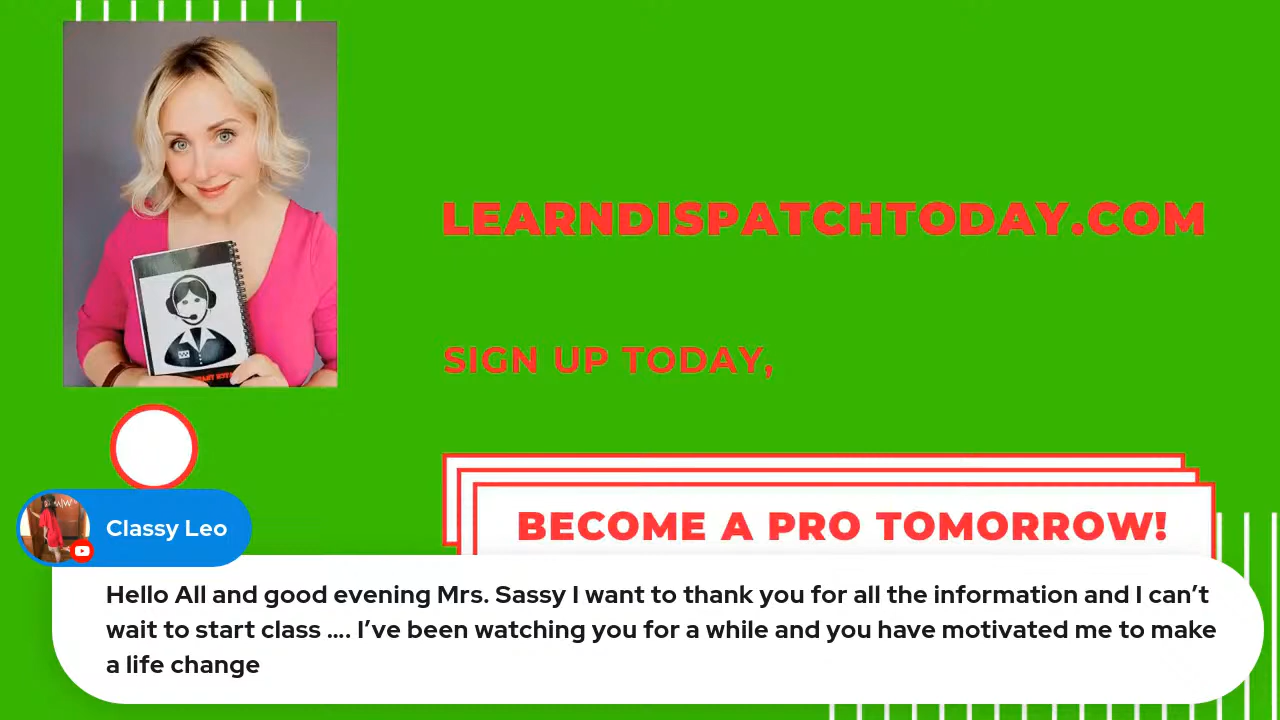 LEARNDISPATCHTODAY.COM
SIGN UP TODAY,
BECOME A PRO TOMORROW!
Classy Leo
Hello All and good evening Mrs. Sassy I want to thank you for all the information and I can’t
wait to start class .... I’ve been watching you for a while and you have motivated me to make
a life change